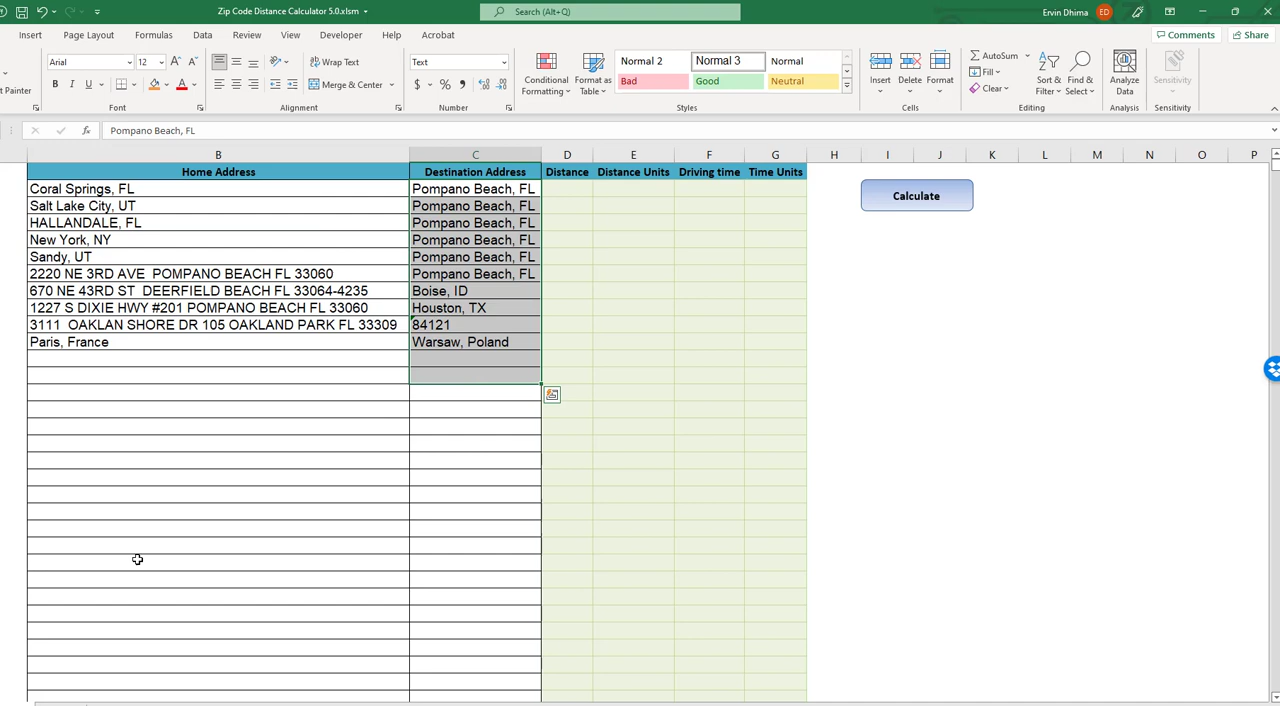 Zip Code Distance Calculator 5.0.xlsm
Search (Alt+Q)
Ervin Dhima
ED
Insert Page Layout Formulas Data Review View Developer Help Acrobat
Comments
Share
Painter
Arial 12
B I U
Font
Wrap Text
Merge & Center
Alignment
Text
$ % ,
Number
Conditional Formatting
Format as Table
Normal 2 Normal 3 Normal
Bad Good Neutral
Styles
Insert Delete Format
Cells
AutoSum
Fill
Clear
Sort & Filter
Find & Select
Editing
Analyze Data
Analysis
Sensitivity
Sensitivity
fx Pompano Beach, FL
B C D E F G H I J K L M N O P
Home Address Destination Address Distance Distance Units Driving time Time Units
Coral Springs, FL Pompano Beach, FL
Calculate
Salt Lake City, UT Pompano Beach, FL
HALLANDALE, FL Pompano Beach, FL
New York, NY Pompano Beach, FL
Sandy, UT Pompano Beach, FL
2220 NE 3RD AVE  POMPANO BEACH FL 33060 Pompano Beach, FL
670 NE 43RD ST  DEERFIELD BEACH FL 33064-4235 Boise, ID
1227 S DIXIE HWY #201 POMPANO BEACH FL 33060 Houston, TX
3111  OAKLAN SHORE DR 105 OAKLAND PARK FL 33309 84121
Paris, France Warsaw, Poland